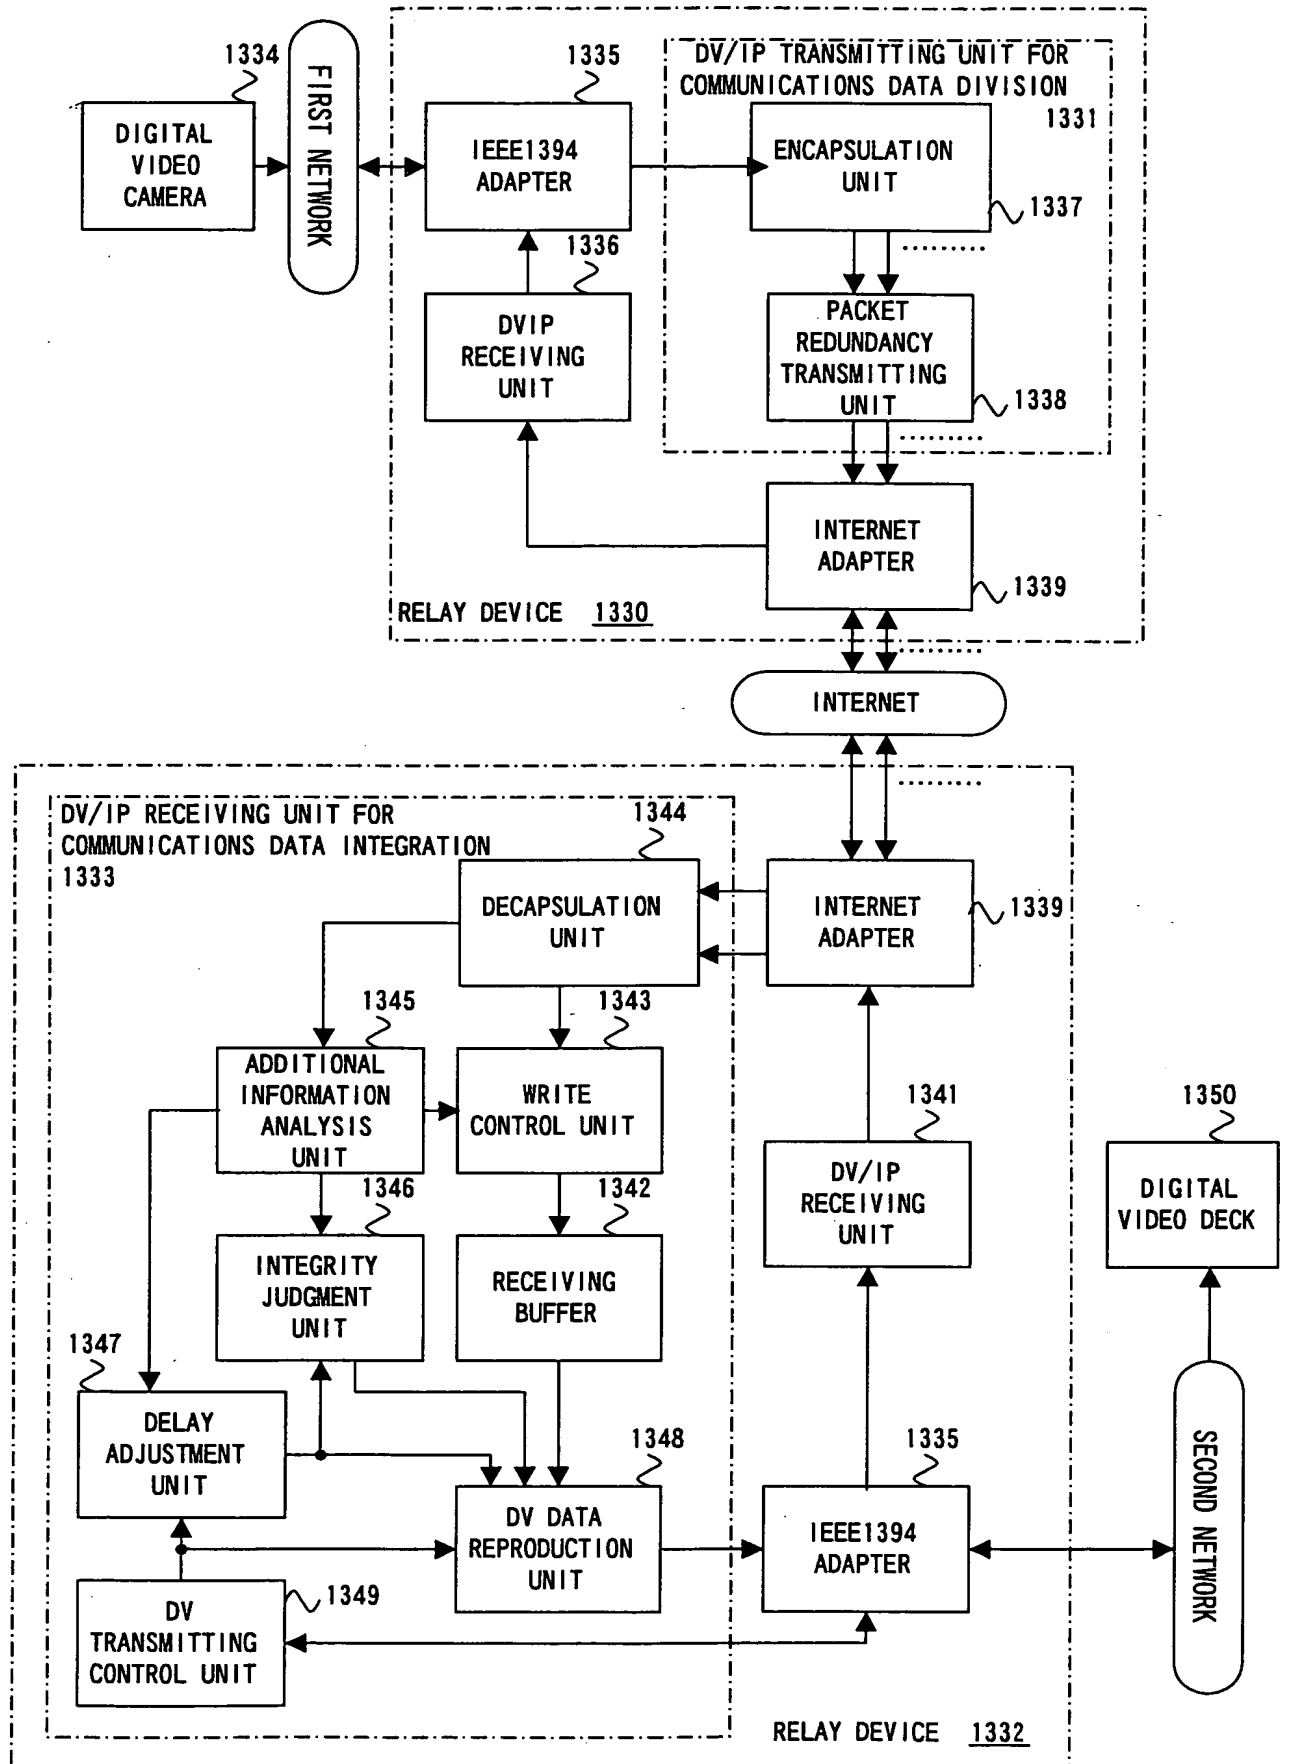 1334
DIGITAL
VIDEO
CAMERA
FIRST NETWORK
1335
IEEE1394
ADAPTER
DV/IP TRANSMITTING UNIT FOR
COMMUNICATIONS DATA DIVISION
1331
ENCAPSULATION
UNIT
1337
1336
DVIP
RECEIVING
UNIT
PACKET
REDUNDANCY
TRANSMITTING
UNIT
1338
INTERNET
ADAPTER
1339
RELAY DEVICE 1330
INTERNET
DV/IP RECEIVING UNIT FOR
COMMUNICATIONS DATA INTEGRATION
1333
1344
DECAPSULATION
UNIT
INTERNET
ADAPTER
1339
1345
ADDITIONAL
INFORMATION
ANALYSIS
UNIT
1343
WRITE
CONTROL UNIT
1341
DV/IP
RECEIVING
UNIT
1350
DIGITAL
VIDEO DECK
1346
INTEGRITY
JUDGMENT
UNIT
1342
RECEIVING
BUFFER
1347
DELAY
ADJUSTMENT
UNIT
1348
DV DATA
REPRODUCTION
UNIT
1335
IEEE1394
ADAPTER
SECOND NETWORK
1349
DV
TRANSMITTING
CONTROL UNIT
RELAY DEVICE 1332